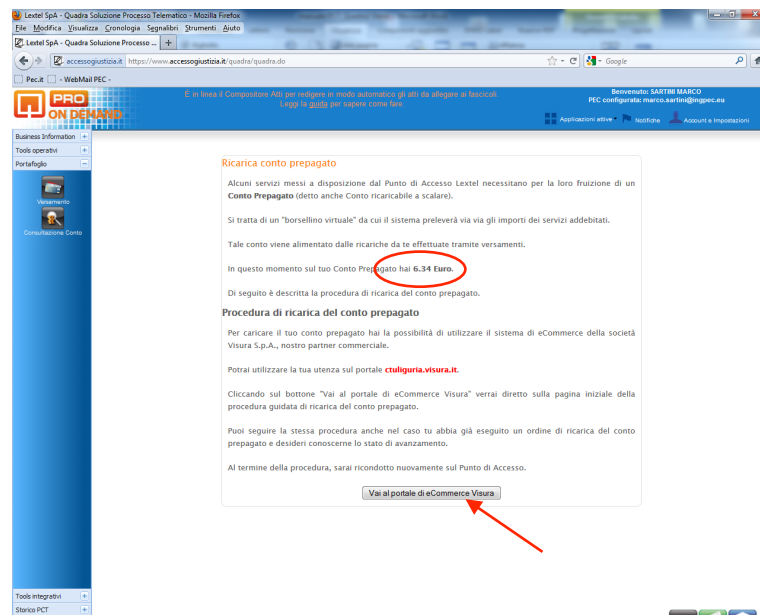 Lextel SpA - Quadra Soluzione Processo Telematico - Mozilla Firefox
File Modifica Visualizza Cronologia Segnalibri Strumenti Aiuto
Lextel SpA - Quadra Soluzione Processo ... +
accessogiustizia.it https://www.accessogiustizia.it/quadra/quadra.do
Google
Pec.it - WebMail PEC -
PRO
ON DEMAND
È in linea il Compositore Atti per redigere in modo automatico gli atti da allegare ai fascicoli.
Leggi la guida per sapere come fare.
Benvenuto: SARTINI MARCO
PEC configurata: marco.sartini@ingpec.eu
Applicazioni attive Notifiche Account e Impostazioni
Business Information +
Tools operativi +
Portafoglio -
Versamento
Consultazione Conto
Ricarica conto prepagato
Alcuni servizi messi a disposizione dal Punto di Accesso Lextel necessitano per la loro fruizione di un
Conto Prepagato (detto anche Conto ricaricabile a scalare).
Si tratta di un "borsellino virtuale" da cui il sistema preleverà via via gli importi dei servizi addebitati.
Tale conto viene alimentato dalle ricariche da te effettuate tramite versamenti.
In questo momento sul tuo Conto Prepagato hai 6.34 Euro.
Di seguito è descritta la procedura di ricarica del conto prepagato.
Procedura di ricarica del conto prepagato
Per caricare il tuo conto prepagato hai la possibilità di utilizzare il sistema di eCommerce della società
Visura S.p.A., nostro partner commerciale.
Potrai utilizzare la tua utenza sul portale ctuliguria.visura.it.
Cliccando sul bottone "Vai al portale di eCommerce Visura" verrai diretto sulla pagina iniziale della
procedura guidata di ricarica del conto prepagato.
Puoi seguire la stessa procedura anche nel caso tu abbia già eseguito un ordine di ricarica del conto
prepagato e desideri conoscerne lo stato di avanzamento.
Al termine della procedura, sarai ricondotto nuovamente sul Punto di Accesso.
Vai al portale di eCommerce Visura
Tools integrativi +
Storico PCT +